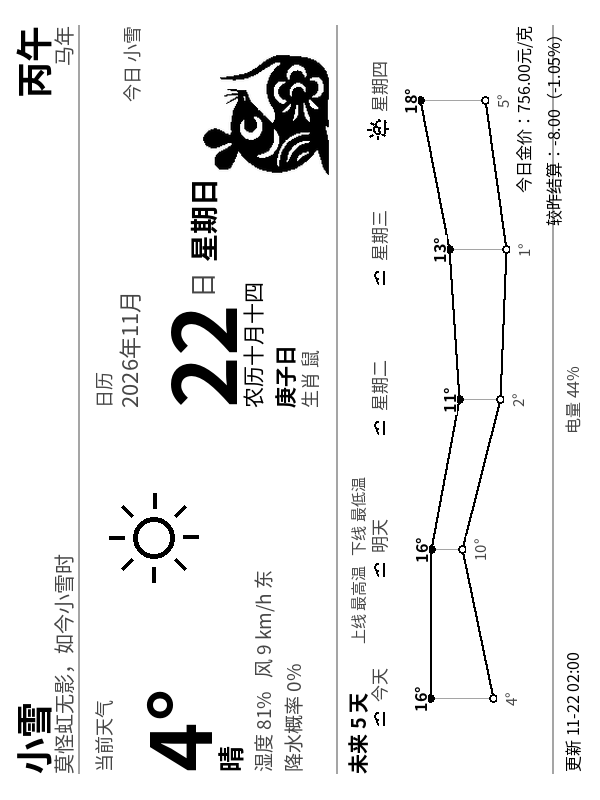 小雪
莫怪虹无影，如今小雪时
丙午
马年
当前天气
4°
晴
湿度 81%  风 9 km/h 东
降水概率 0%
日历
2026年11月
今日 小雪
22 日 星期日
农历十月十四
庚子日
生肖 鼠
未来 5 天
上线 最高温  下线 最低温
今天
明天
星期二
星期三
星期四
16°
16°
11°
13°
18°
4°
10°
2°
1°
5°
今日金价：756.00元/克
较昨结算：-8.00（-1.05%）
更新 11-22 02:00
电量 44%